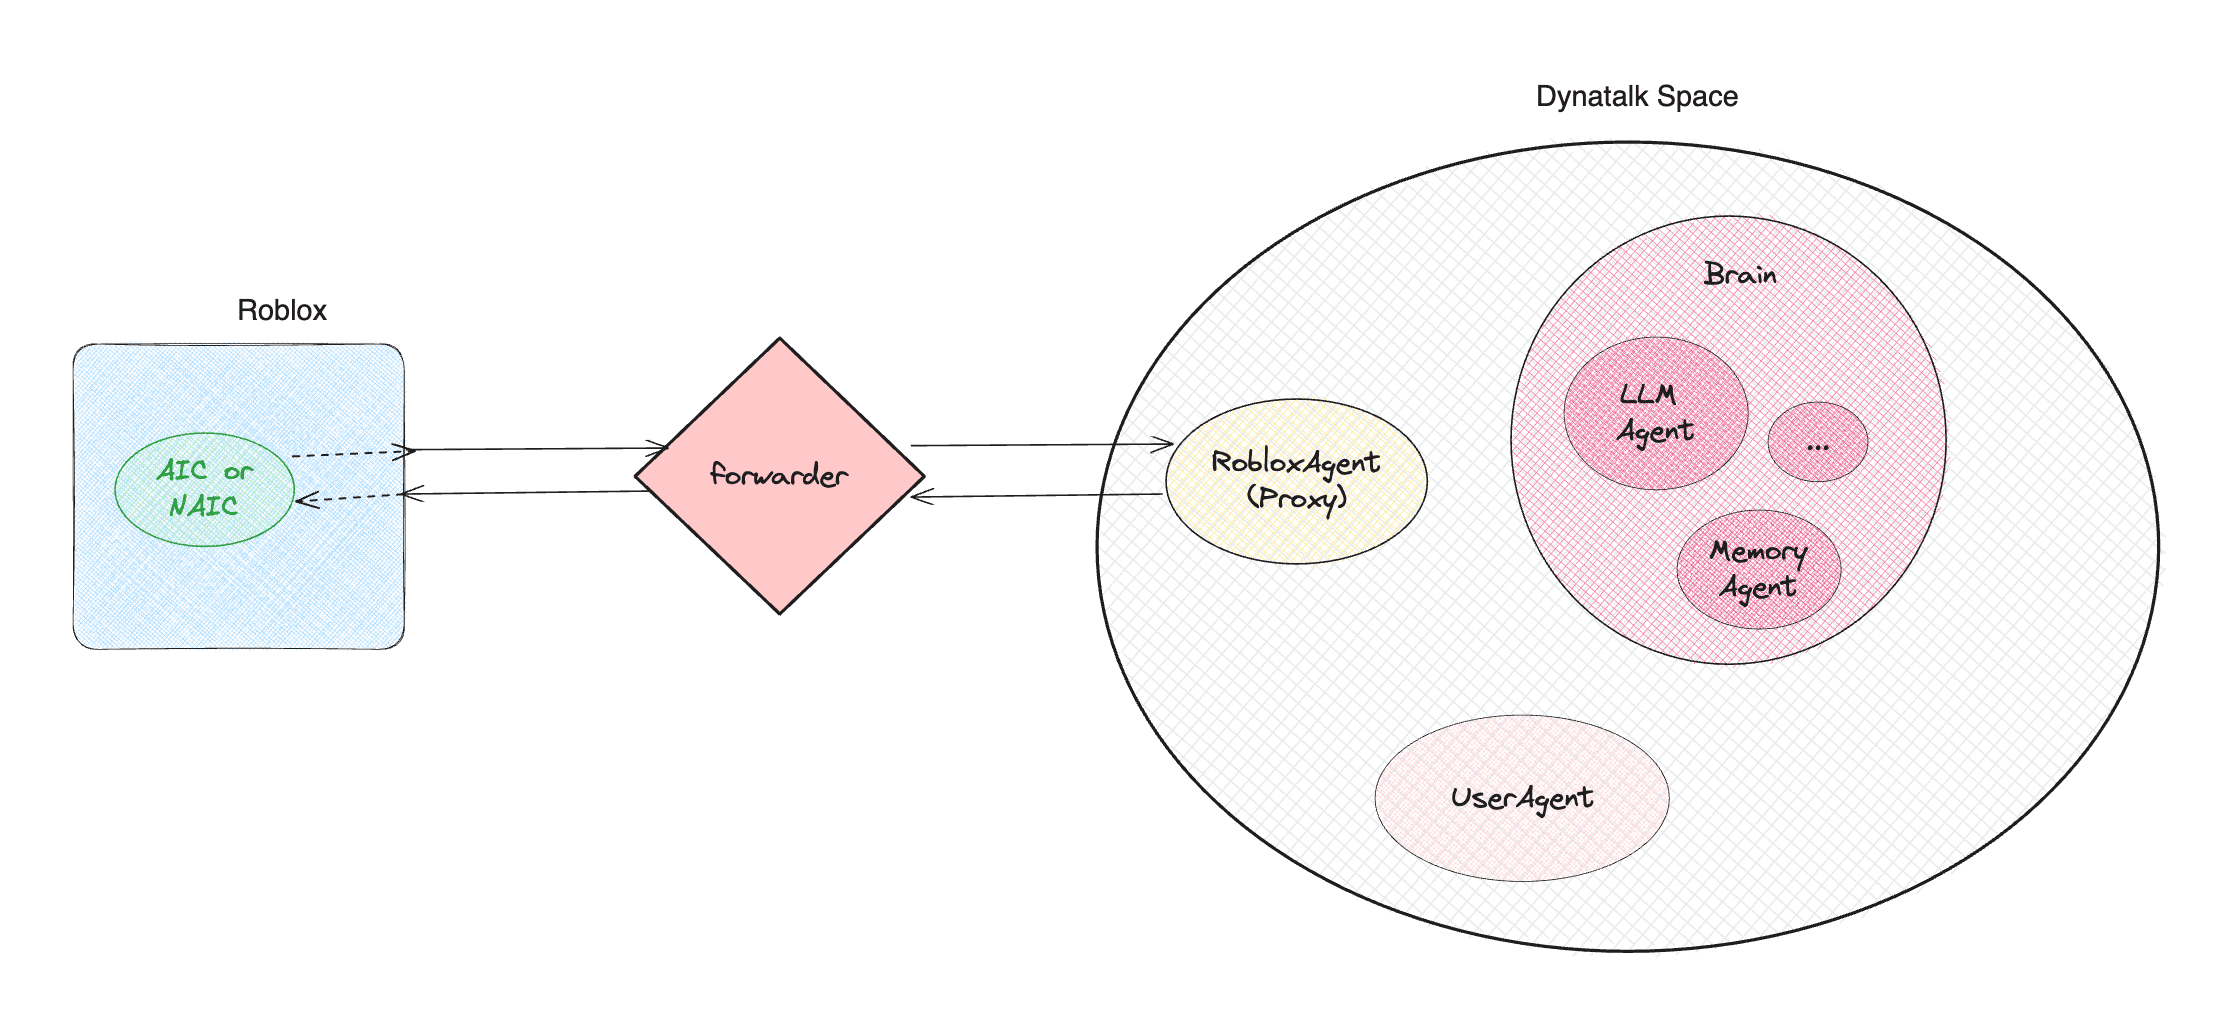 Dynatalk Space
Roblox
AIC or
NAIC
forwarder
RobloxAgent
(Proxy)
Brain
LLM
Agent
...
Memory
Agent
UserAgent